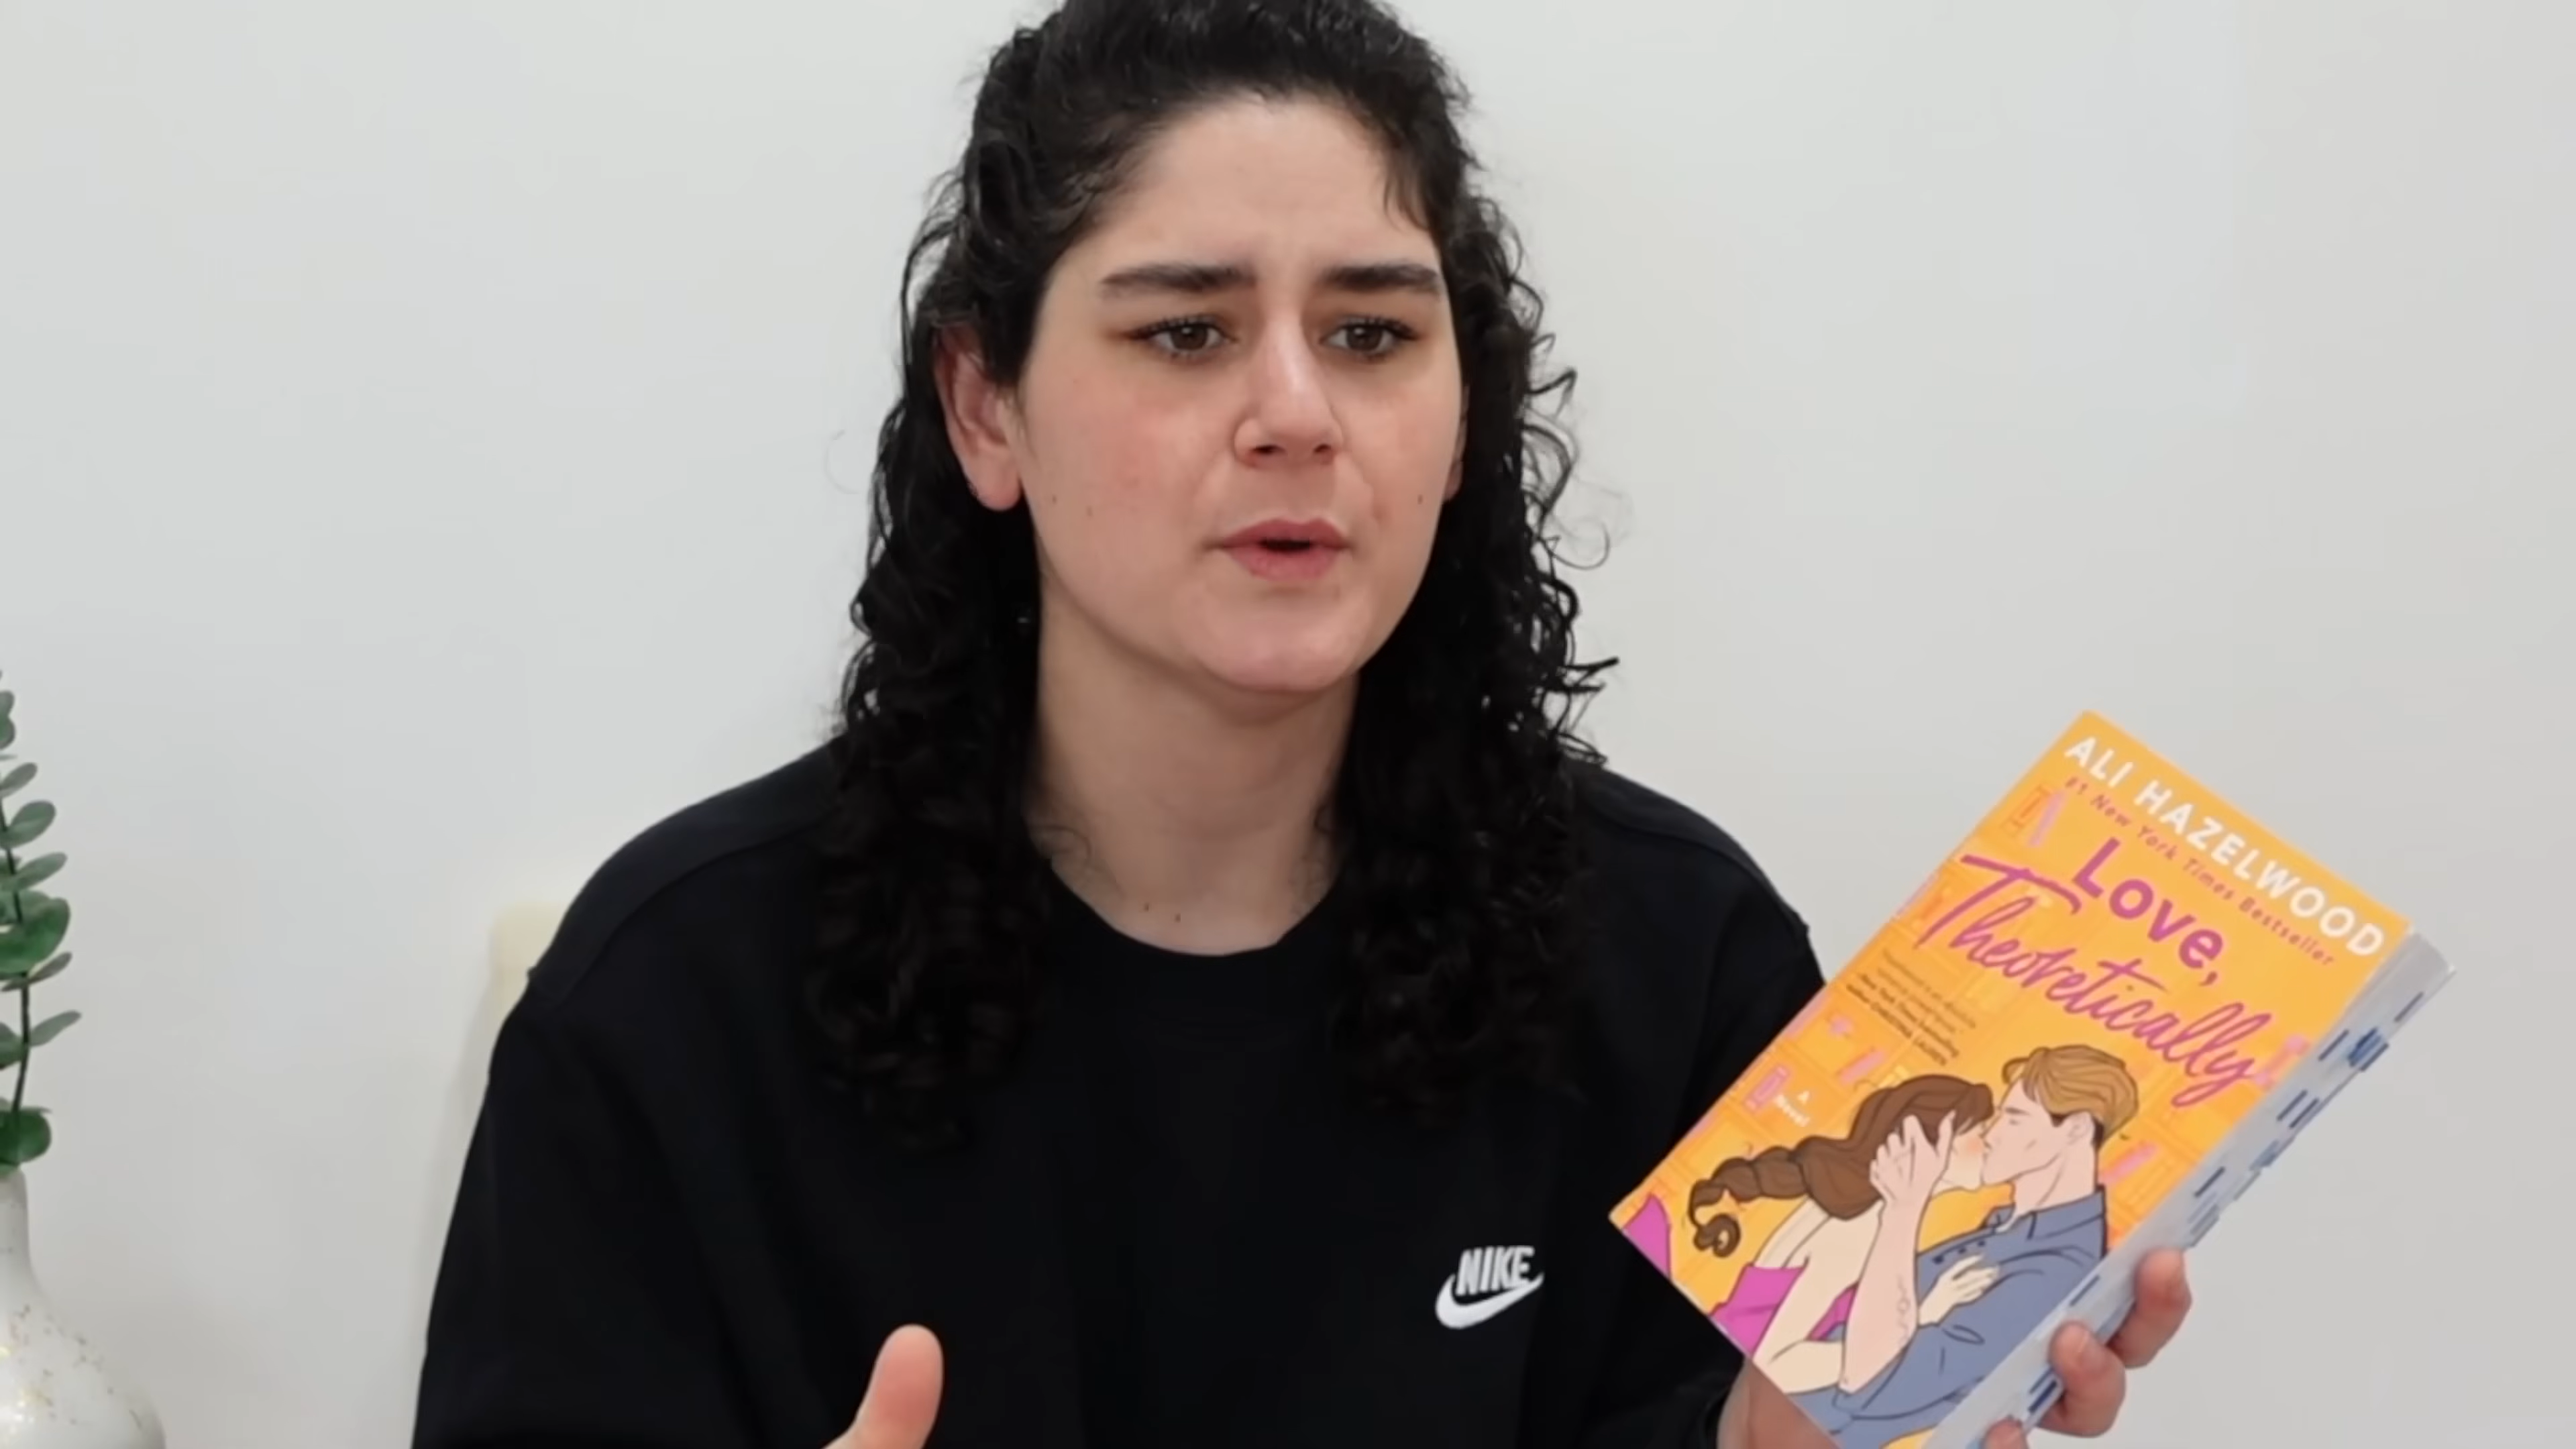 ALI HAZELWOOD
#1 New York Times Bestseller
Love,
Theoretically
A
Novel
NIKE